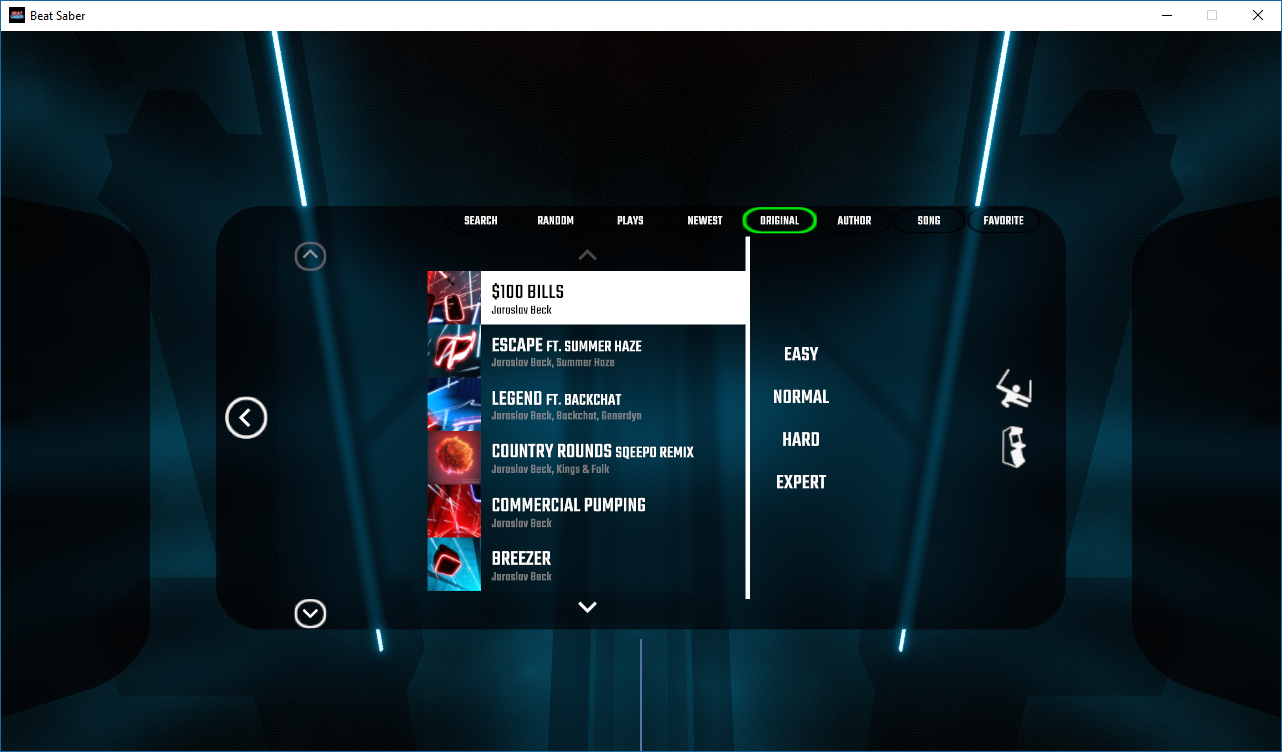 Beat Saber
SEARCH RANDOM PLAYS NEWEST ORIGINAL AUTHOR SONG FAVORITE
$100 BILLS
Jaroslav Beck
ESCAPE FT. SUMMER HAZE
Jaroslav Beck, Summer Haze
LEGEND FT. BACKCHAT
Jaroslav Beck, Backchat, Generdyn
COUNTRY ROUNDS SQEEPO REMIX
Jaroslav Beck, Kings & Folk
COMMERCIAL PUMPING
Jaroslav Beck
BREEZER
Jaroslav Beck
EASY
NORMAL
HARD
EXPERT